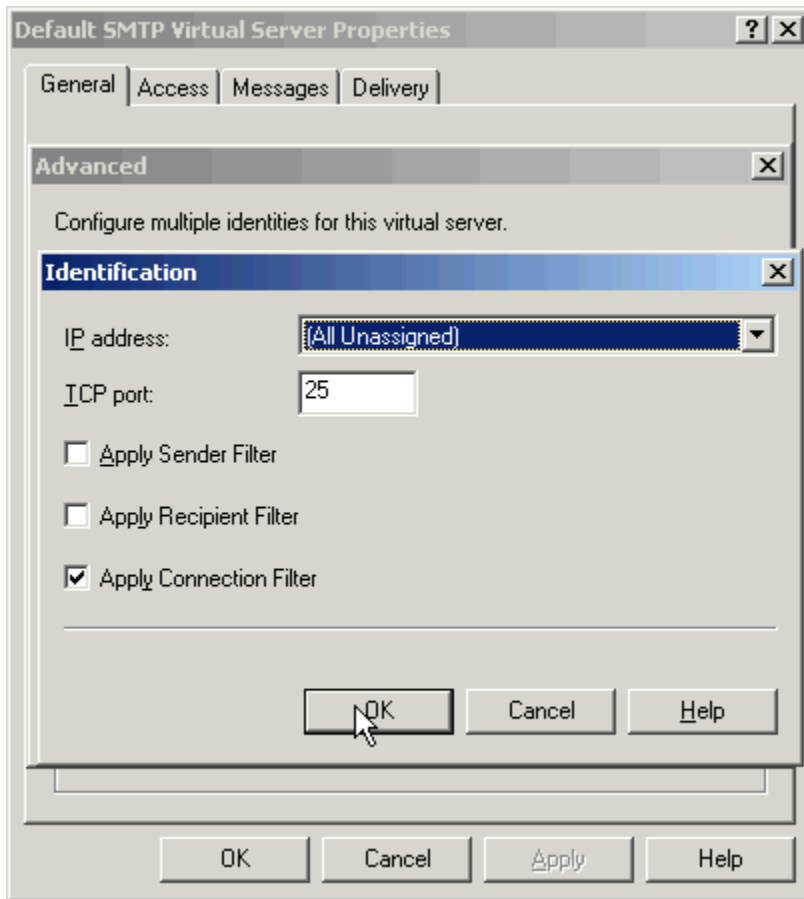 Default SMTP Virtual Server Properties
General Access Messages Delivery
Advanced
Configure multiple identities for this virtual server.
Identification
IP address: (All Unassigned)
TCP port: 25
Apply Sender Filter
Apply Recipient Filter
Apply Connection Filter
OK Cancel Help
OK Cancel Apply Help